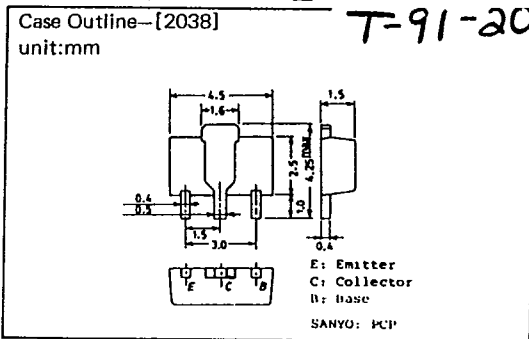 Case Outline—[2038]
T-91-20
unit:mm
4.5
1.6
1.5
2.5
4.25max
1.0
0.4
0.5
1.5
3.0
0.4
E C B
E: Emitter
C: Collector
B: Base
SANYO: PCP